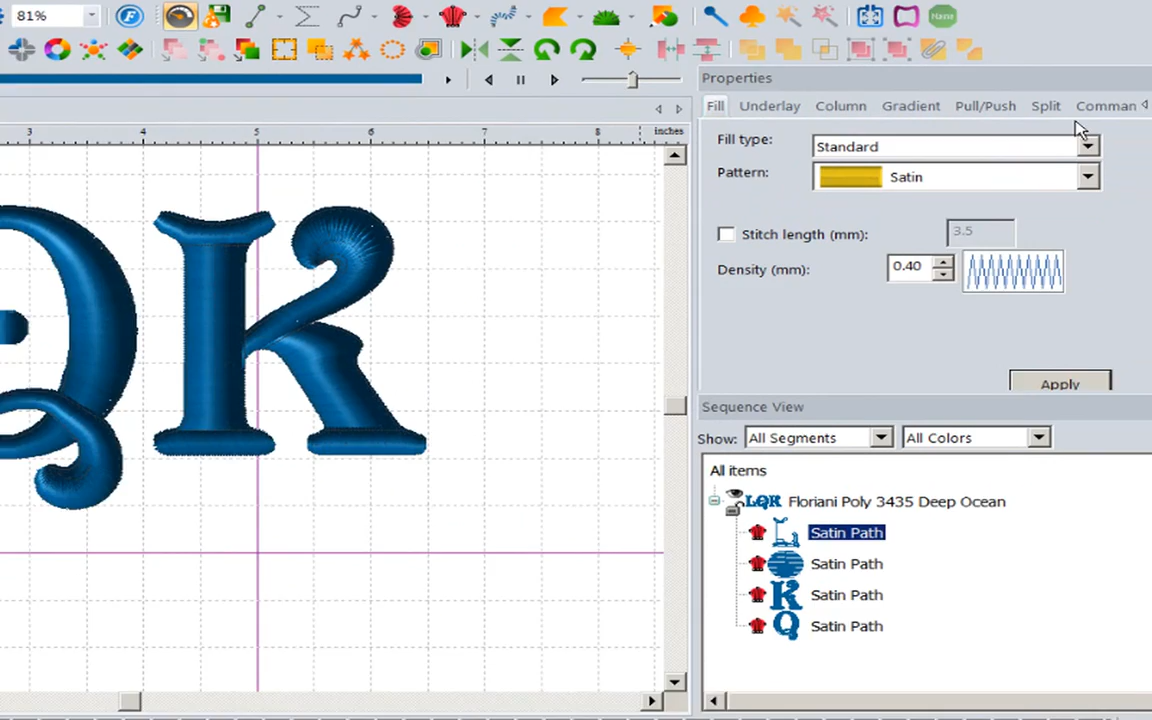 81%
Name
Properties
Fill Underlay Column Gradient Pull/Push Split Comman
3 4 5 6 7 8 inches
Fill type: Standard
Pattern: Satin
Stitch length (mm): 3.5
Density (mm): 0.40
Apply
QK
Sequence View
Show: All Segments All Colors
All items
LQK Floriani Poly 3435 Deep Ocean
L Satin Path
Satin Path
K Satin Path
Q Satin Path